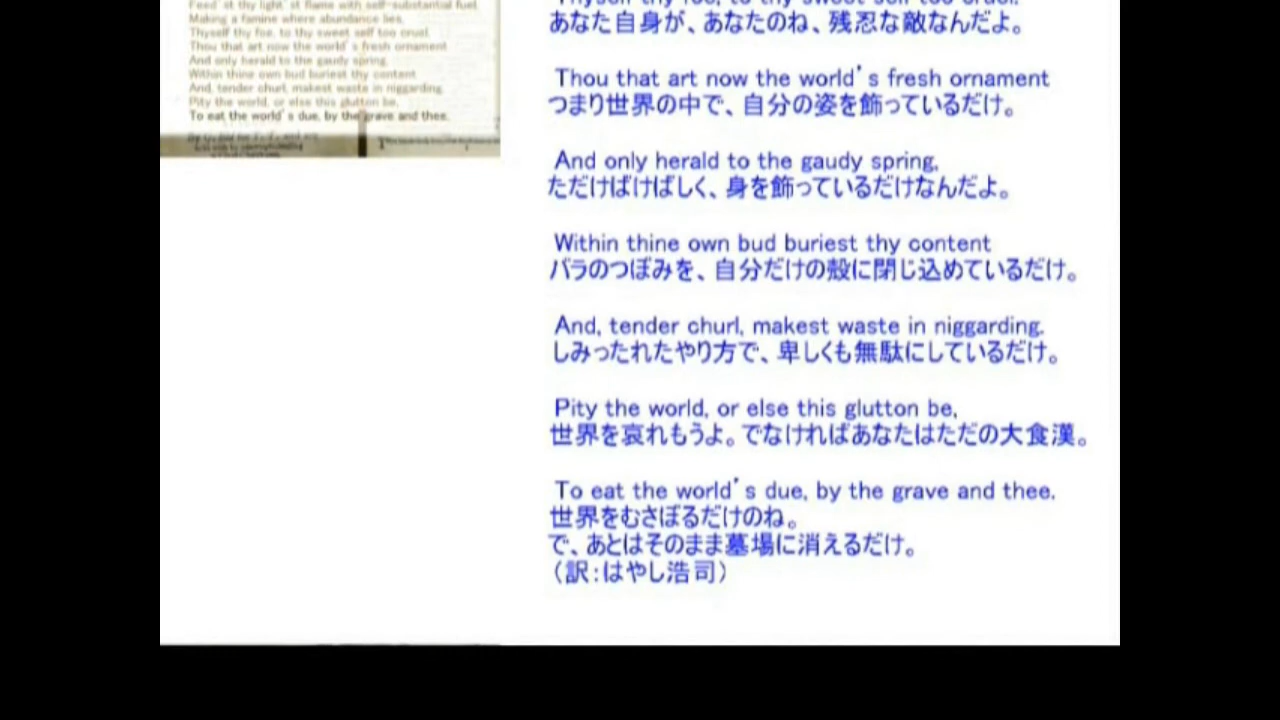 Feed' st thy light' st flame with self-substantial fuel,
Making a famine where abundance lies,
Thyself thy foe, to thy sweet self too cruel.
Thou that art now the world' s fresh ornament
And only herald to the gaudy spring,
Within thine own bud buriest thy content
And, tender churl, makest waste in niggarding.
Pity the world, or else this glutton be,
To eat the world' s due, by the grave and thee.
Thyself thy foe, to thy sweet self too cruel.
あなた自身が、あなたのね、残忍な敵なんだよ。
Thou that art now the world' s fresh ornament
つまり世界の中で、自分の姿を飾っているだけ。
And only herald to the gaudy spring,
ただけばけばしく、身を飾っているだけなんだよ。
Within thine own bud buriest thy content
バラのつぼみを、自分だけの殻に閉じ込めているだけ。
And, tender churl, makest waste in niggarding.
しみったれたやり方で、卑しくも無駄にしているだけ。
Pity the world, or else this glutton be,
世界を哀れもうよ。でなければあなたはただの大食漢。
To eat the world' s due, by the grave and thee.
世界をむさぼるだけのね。
で、あとはそのまま墓場に消えるだけ。
（訳：はやし浩司）